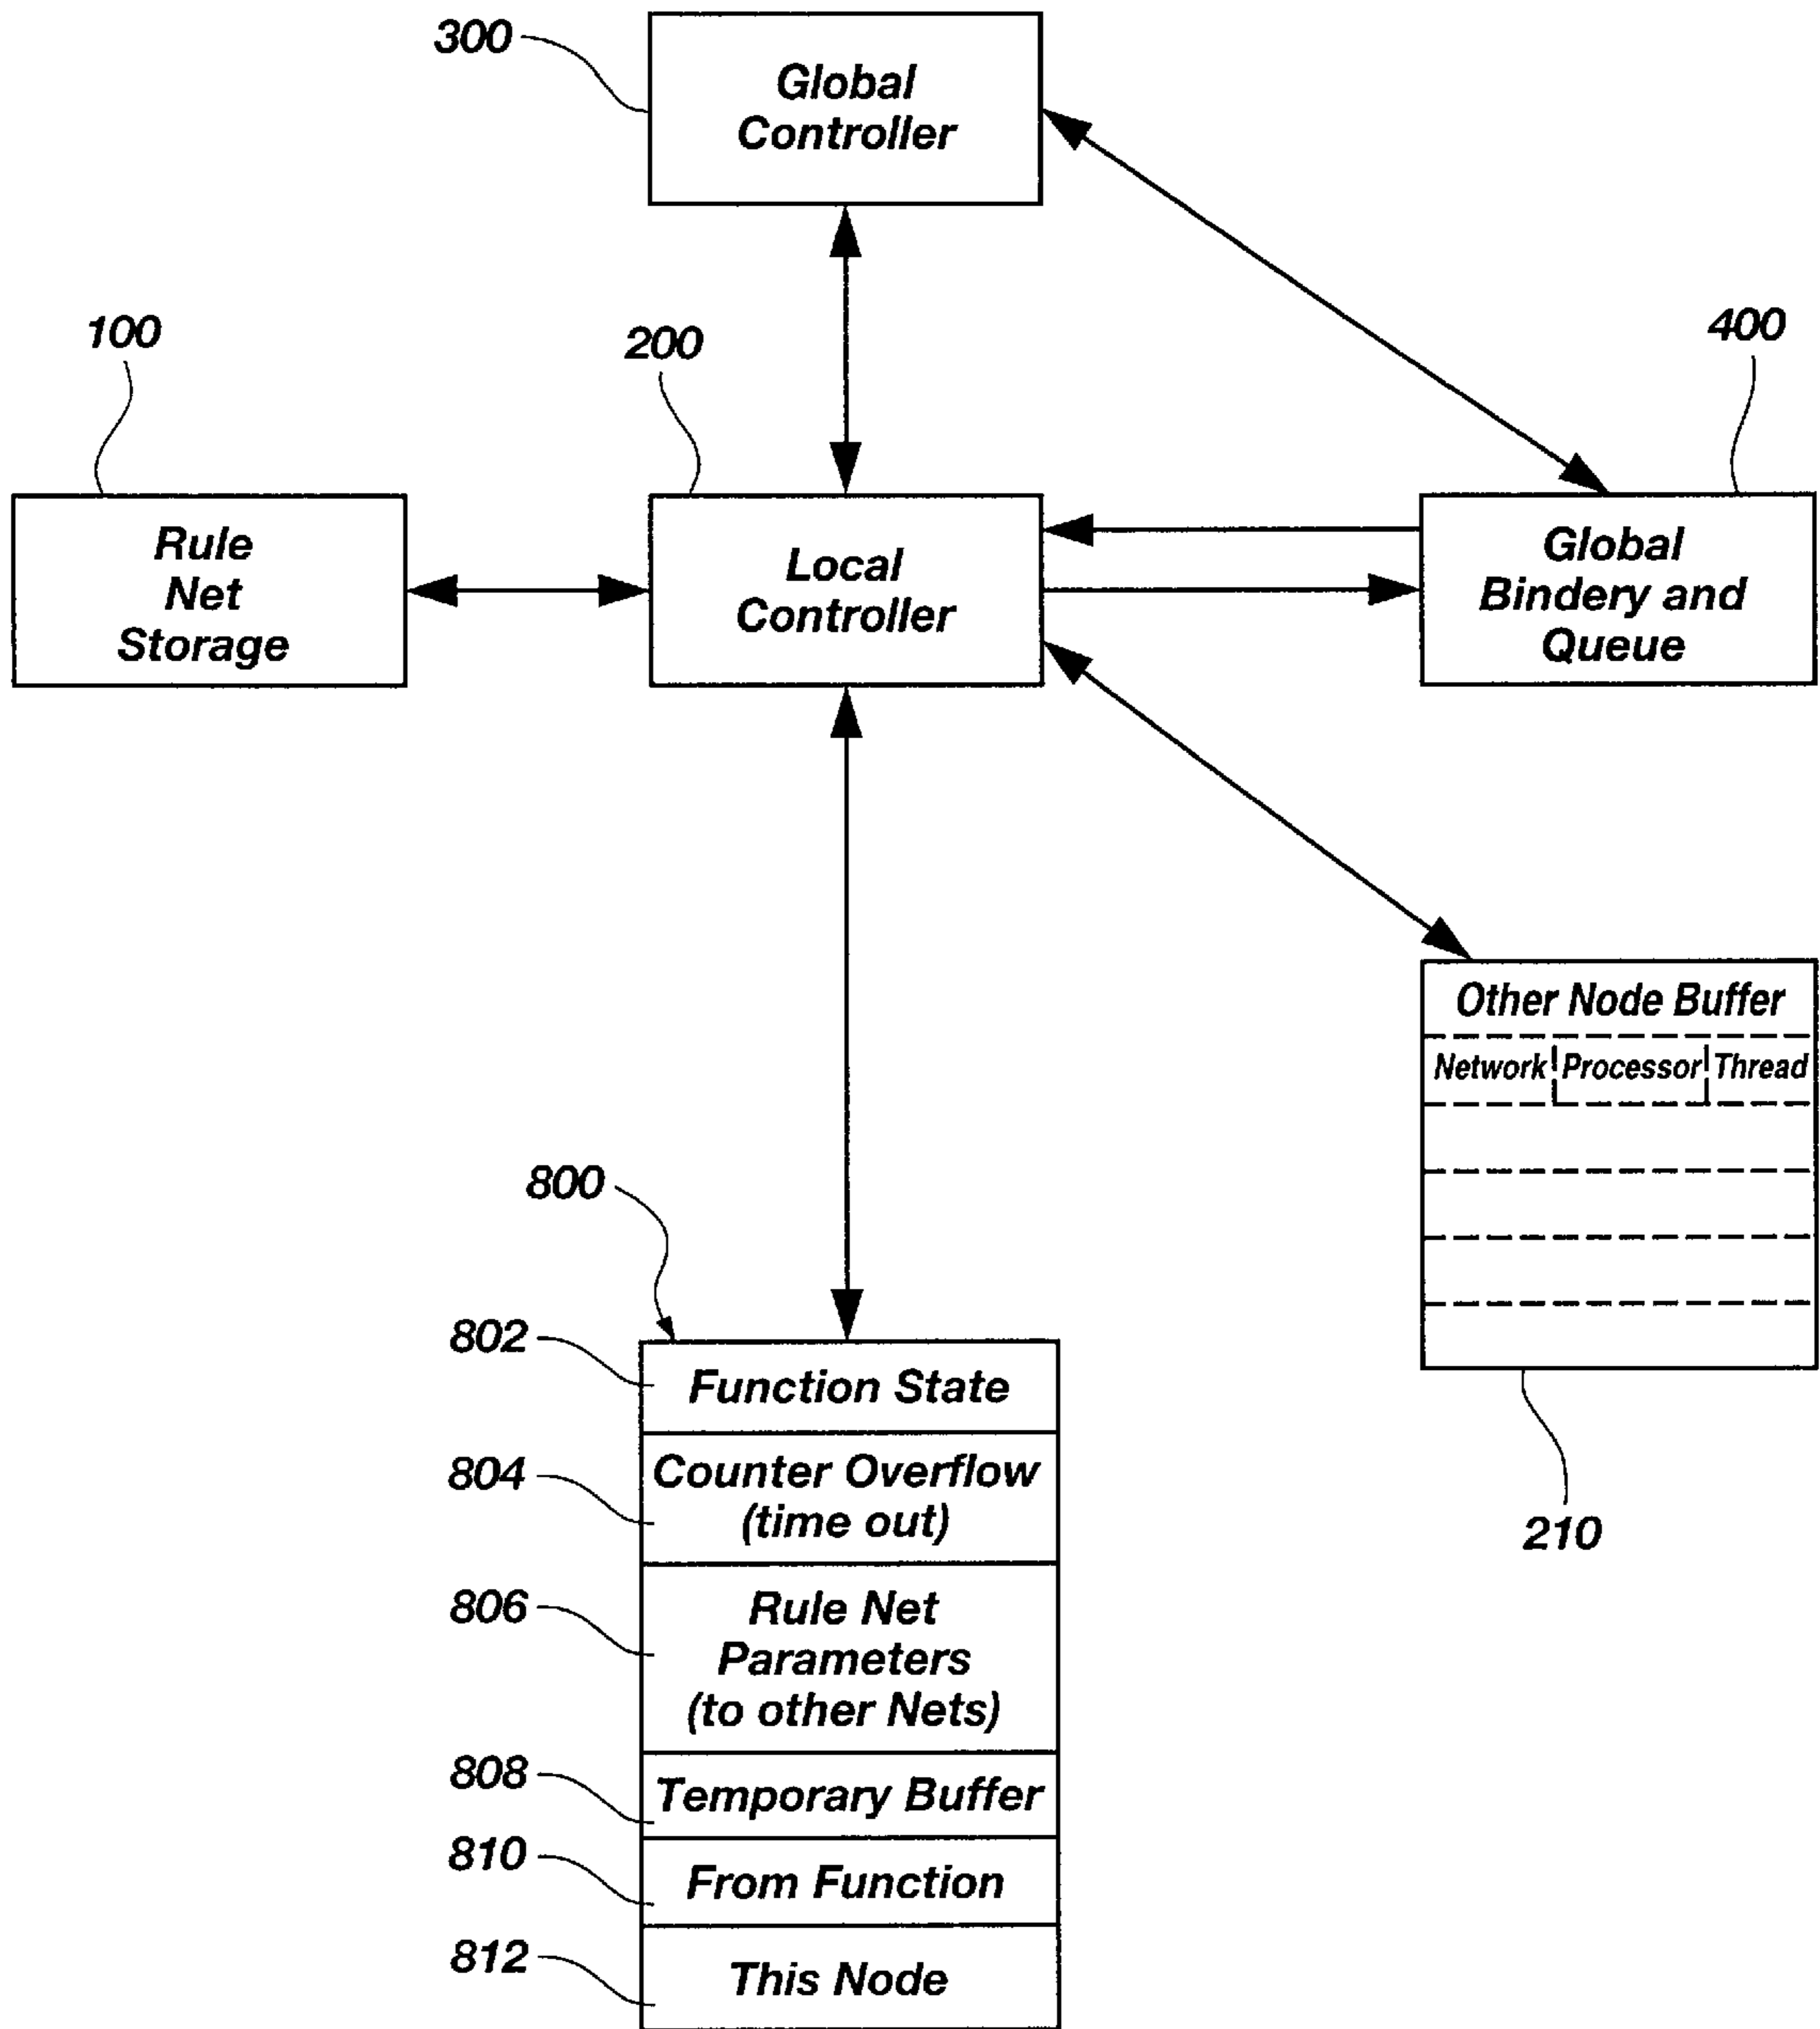 300
Global
Controller
100
200
400
Rule
Net
Storage
Local
Controller
Global
Bindery and
Queue
Other Node Buffer
Network Processor Thread
210
800
802
Function State
804
Counter Overflow
(time out)
806
Rule Net
Parameters
(to other Nets)
808
Temporary Buffer
810
From Function
812
This Node